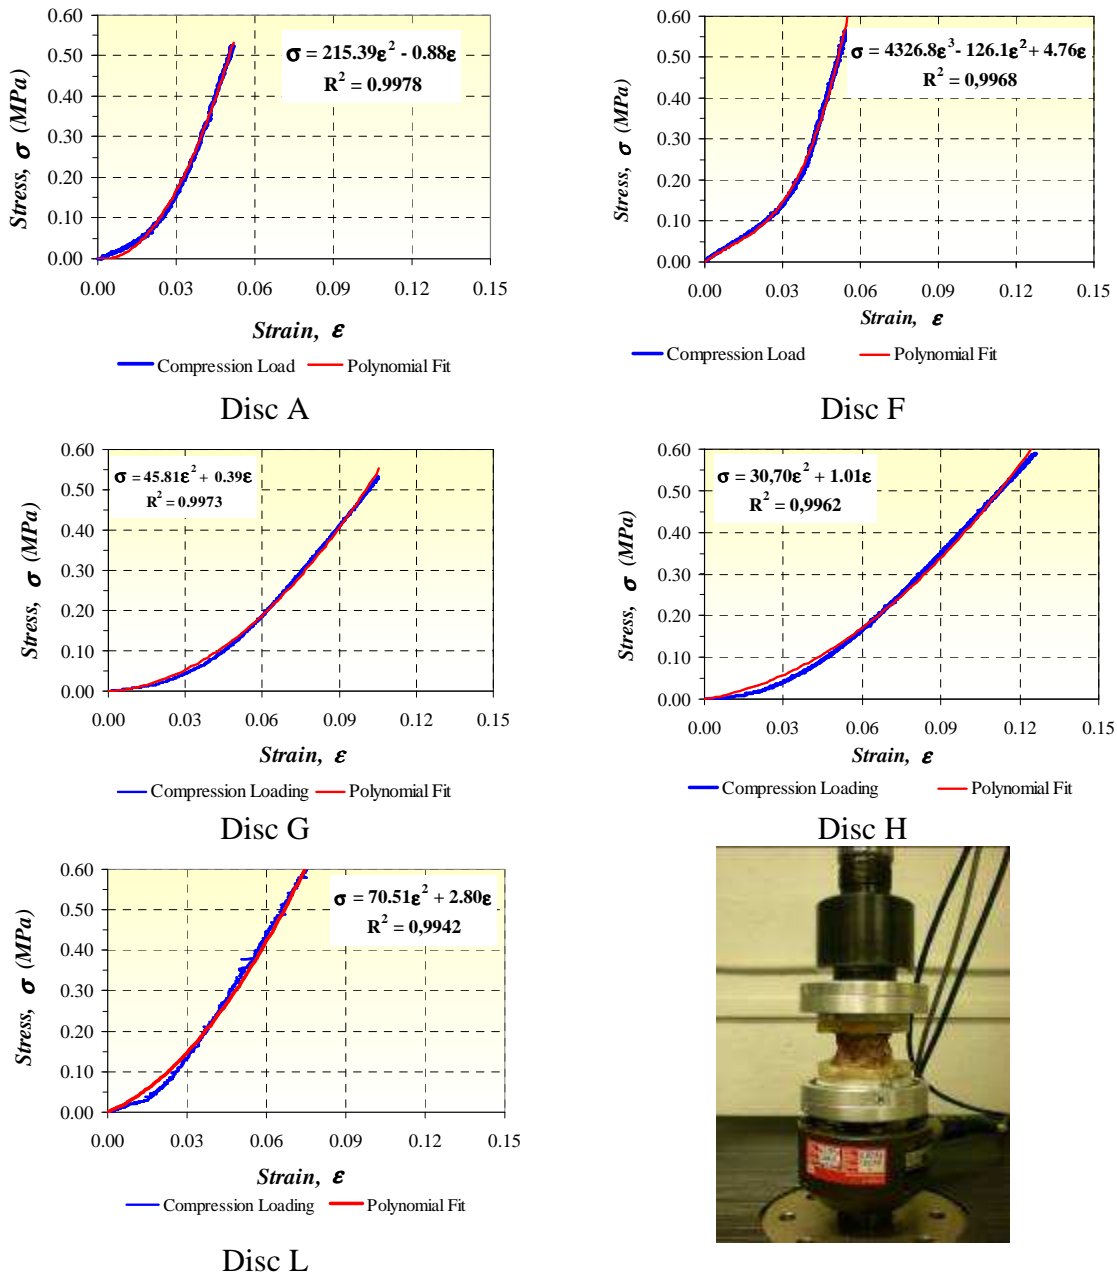 0.60
0.50
0.40
0.30
0.20
0.10
0.00
Stress, σ (MPa)
σ = 215.39ε² - 0.88ε
R² = 0.9978
0.00 0.03 0.06 0.09 0.12 0.15
Strain, ε
Compression Load Polynomial Fit
Disc A
0.60
0.50
0.40
0.30
0.20
0.10
0.00
Stress, σ (MPa)
σ = 4326.8ε³- 126.1ε² + 4.76ε
R² = 0,9968
0.00 0.03 0.06 0.09 0.12 0.15
Strain, ε
Compression Load Polynomial Fit
Disc F
0.60
0.50
0.40
0.30
0.20
0.10
0.00
Stress, σ (MPa)
σ = 45.81ε² + 0.39ε
R² = 0.9973
0.00 0.03 0.06 0.09 0.12 0.15
Strain, ε
Compression Loading Polynomial Fit
Disc G
0.60
0.50
0.40
0.30
0.20
0.10
0.00
Stress, σ (MPa)
σ = 30,70ε² + 1.01ε
R² = 0,9962
0.00 0.03 0.06 0.09 0.12 0.15
Strain, ε
Compression Loading Polynomial Fit
Disc H
0.60
0.50
0.40
0.30
0.20
0.10
0.00
Stress, σ (MPa)
σ = 70.51ε² + 2.80ε
R² = 0,9942
0.00 0.03 0.06 0.09 0.12 0.15
Strain, ε
Compression Loading Polynomial Fit
Disc L